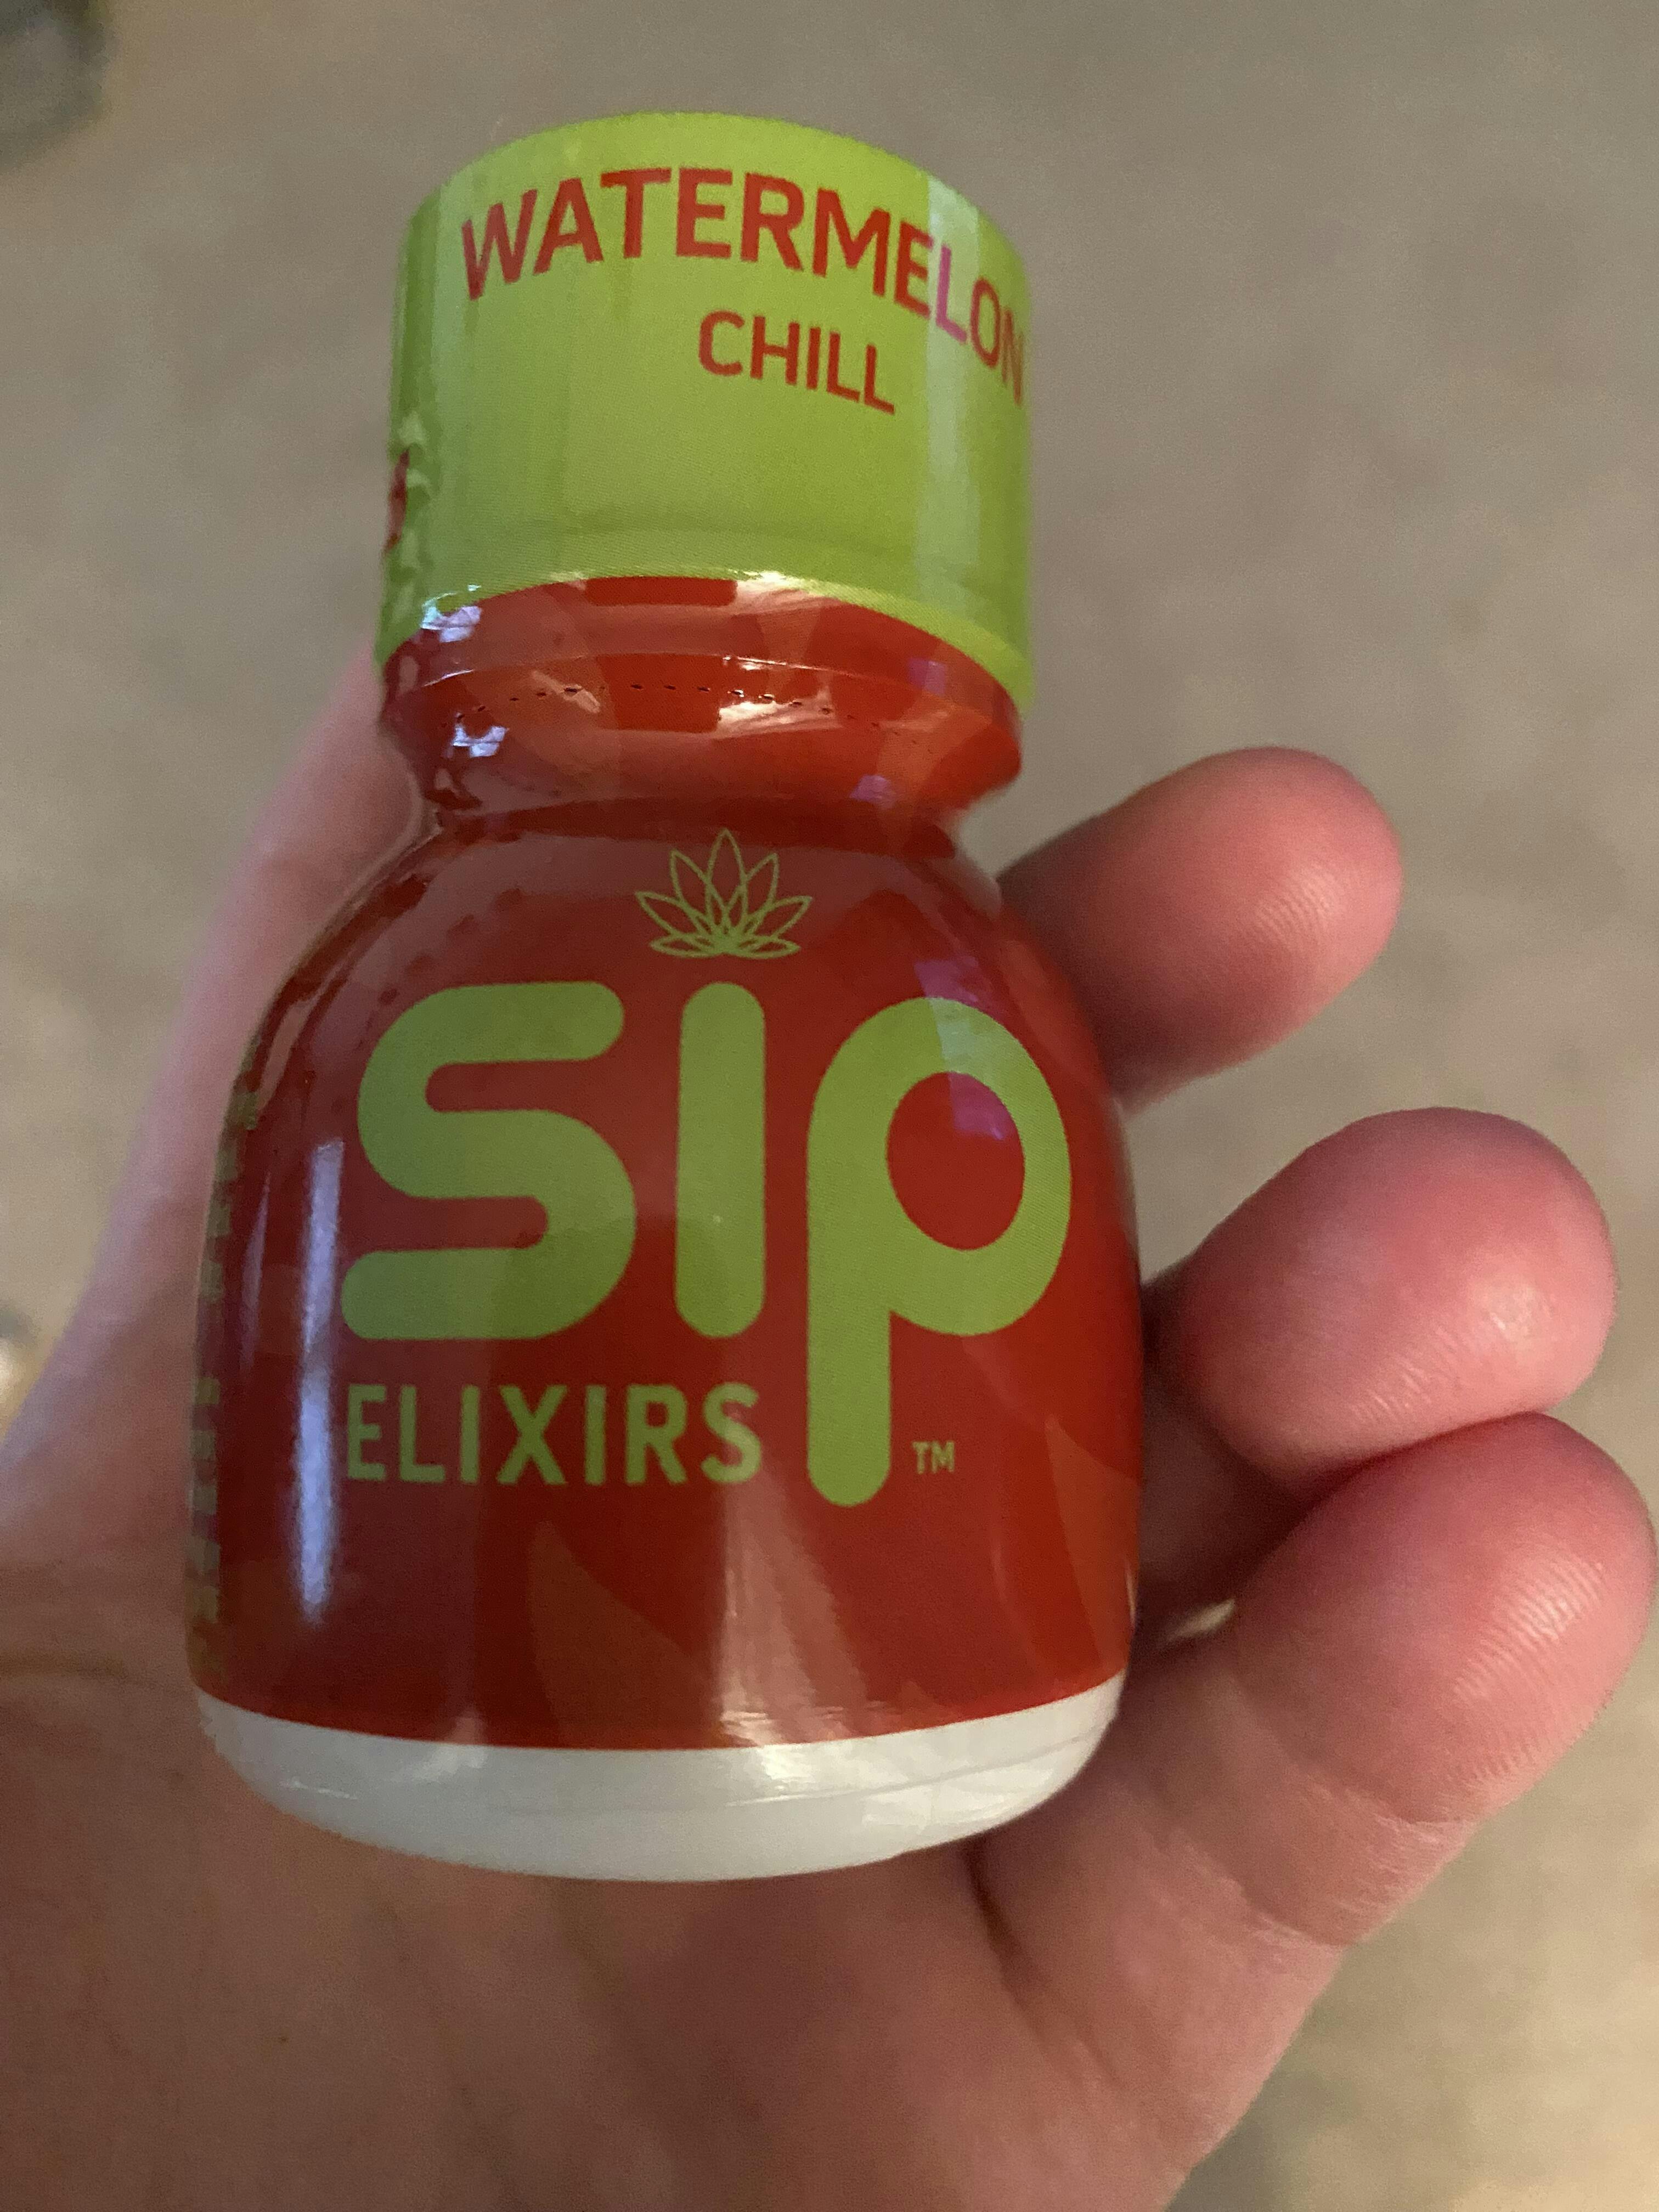 WATERMELON
CHILL
sip
ELIXIRS
TM